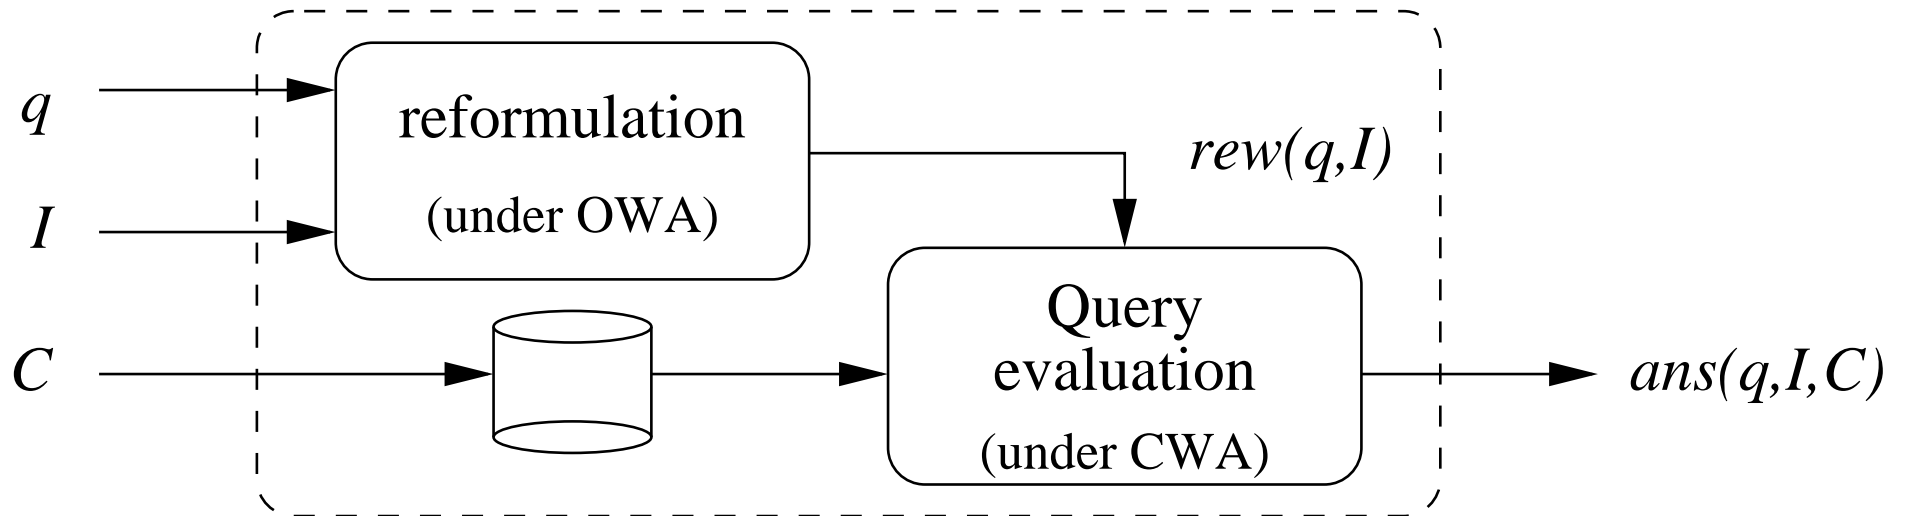 q
reformulation
(under OWA)
rew(q,I)
I
Query
evaluation
(under CWA)
C
ans(q,I,C)